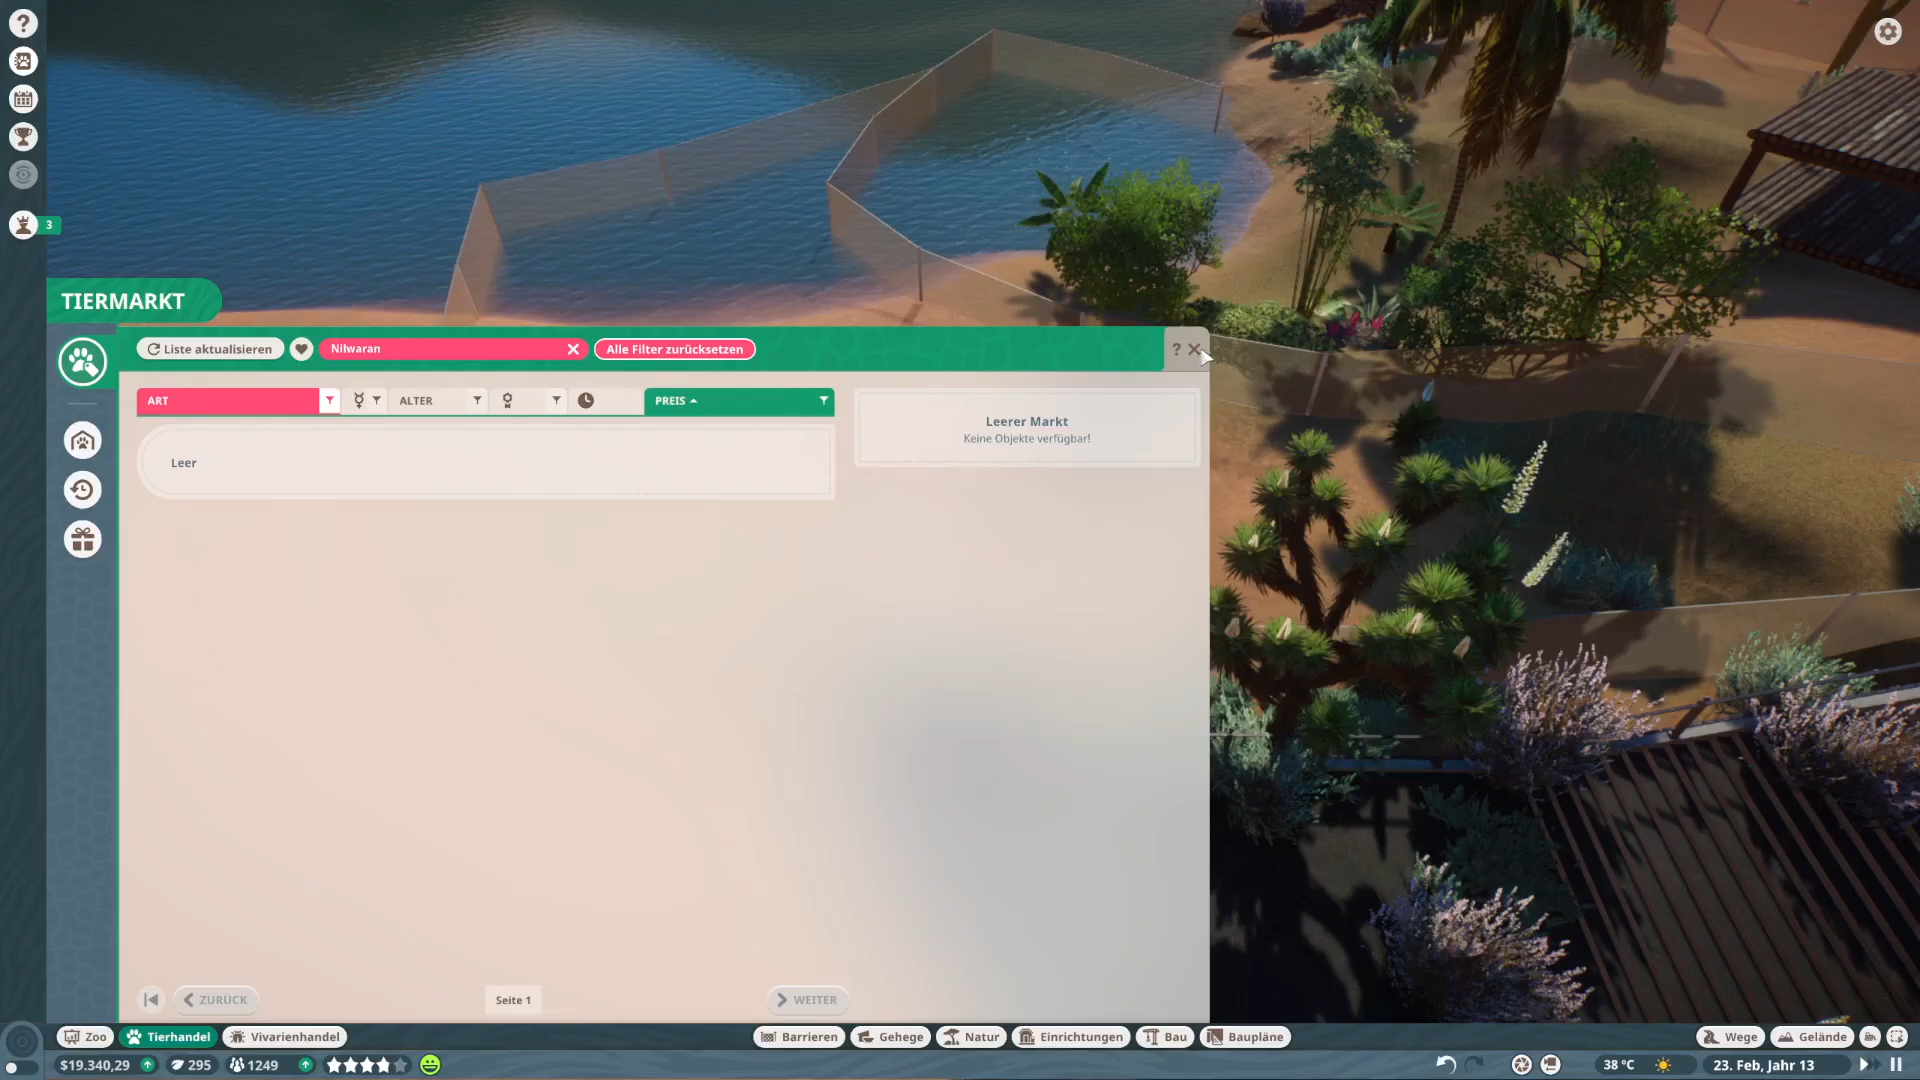 3
TIERMARKT
Liste aktualisieren
Nilwaran
Alle Filter zurücksetzen
?
ART
ALTER
PREIS
Leer
Leerer Markt
Keine Objekte verfügbar!
ZURÜCK
Seite 1
WEITER
Zoo
Tierhandel
Vivarienhandel
Barrieren
Gehege
Natur
Einrichtungen
Bau
Baupläne
Wege
Gelände
$19.340,29
295
1249
38 °C
23. Feb, Jahr 13